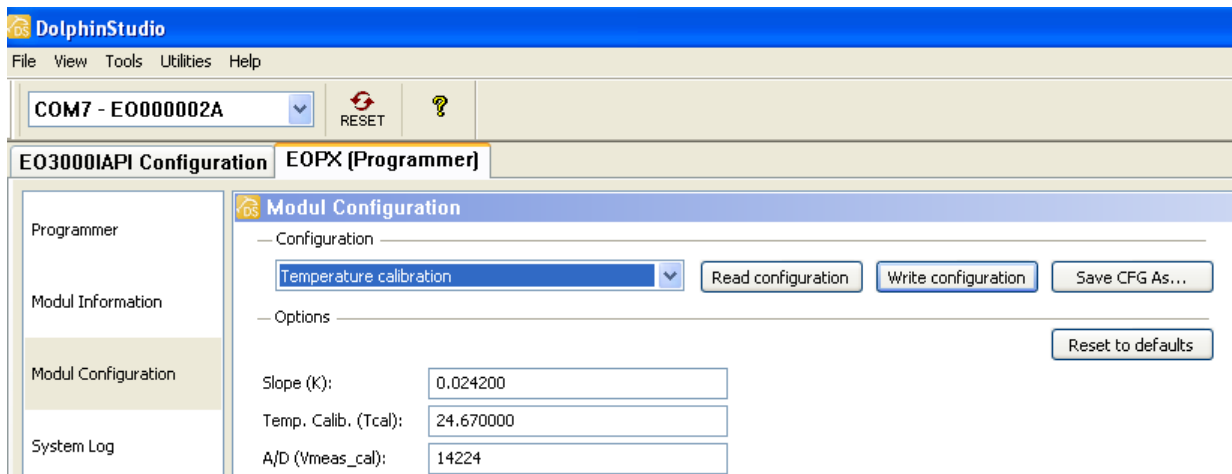 DolphinStudio
File View Tools Utilities Help
COM7 - EO000002A
RESET
?
EO3000IAPI Configuration
EOPX (Programmer)
Programmer
Modul Information
Modul Configuration
System Log
DS Modul Configuration
Configuration
Temperature calibration
Read configuration
Write configuration
Save CFG As...
Options
Reset to defaults
Slope (K): 0.024200
Temp. Calib. (Tcal): 24.670000
A/D (Vmeas_cal): 14224